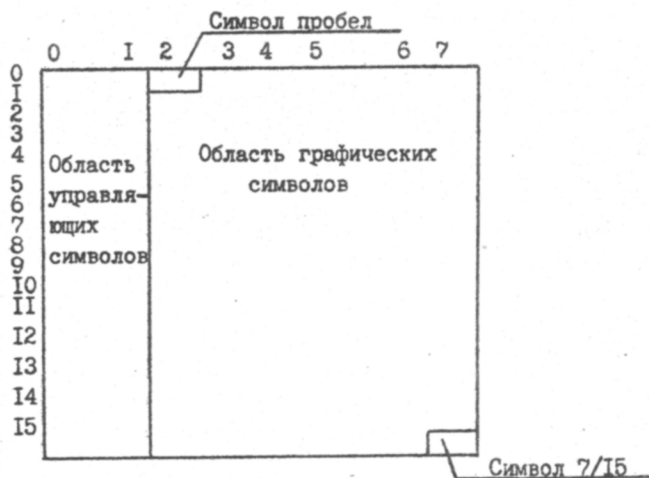 Символ пробел
0 I 2 3 4 5 6 7
0
I
2
3
4
5
6
7
8
9
I0
II
I2
I3
I4
I5
Область
управля-
ющих
символов
Область графических
символов
Символ 7/I5